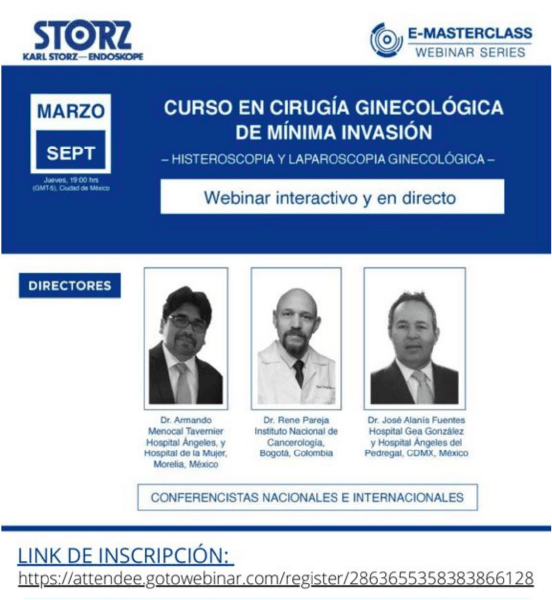 STORZ
KARL STORZ—ENDOSKOPE
E-MASTERCLASS
WEBINAR SERIES
MARZO
SEPT
Jueves, 19:00 hrs
(GMT-5), Ciudad de México
CURSO EN CIRUGÍA GINECOLÓGICA
DE MÍNIMA INVASIÓN
– HISTEROSCOPIA Y LAPAROSCOPIA GINECOLÓGICA –
Webinar interactivo y en directo
DIRECTORES
Dr. Armando
Menocal Tavernier
Hospital Ángeles, y
Hospital de la Mujer,
Morelia, México
Dr. Rene Pareja
Instituto Nacional de
Cancerología,
Bogotá, Colombia
Dr. José Alanís Fuentes
Hospital Gea González
y Hospital Ángeles del
Pedregal, CDMX, México
CONFERENCISTAS NACIONALES E INTERNACIONALES
LINK DE INSCRIPCIÓN:
https://attendee.gotowebinar.com/register/2863655358383866128